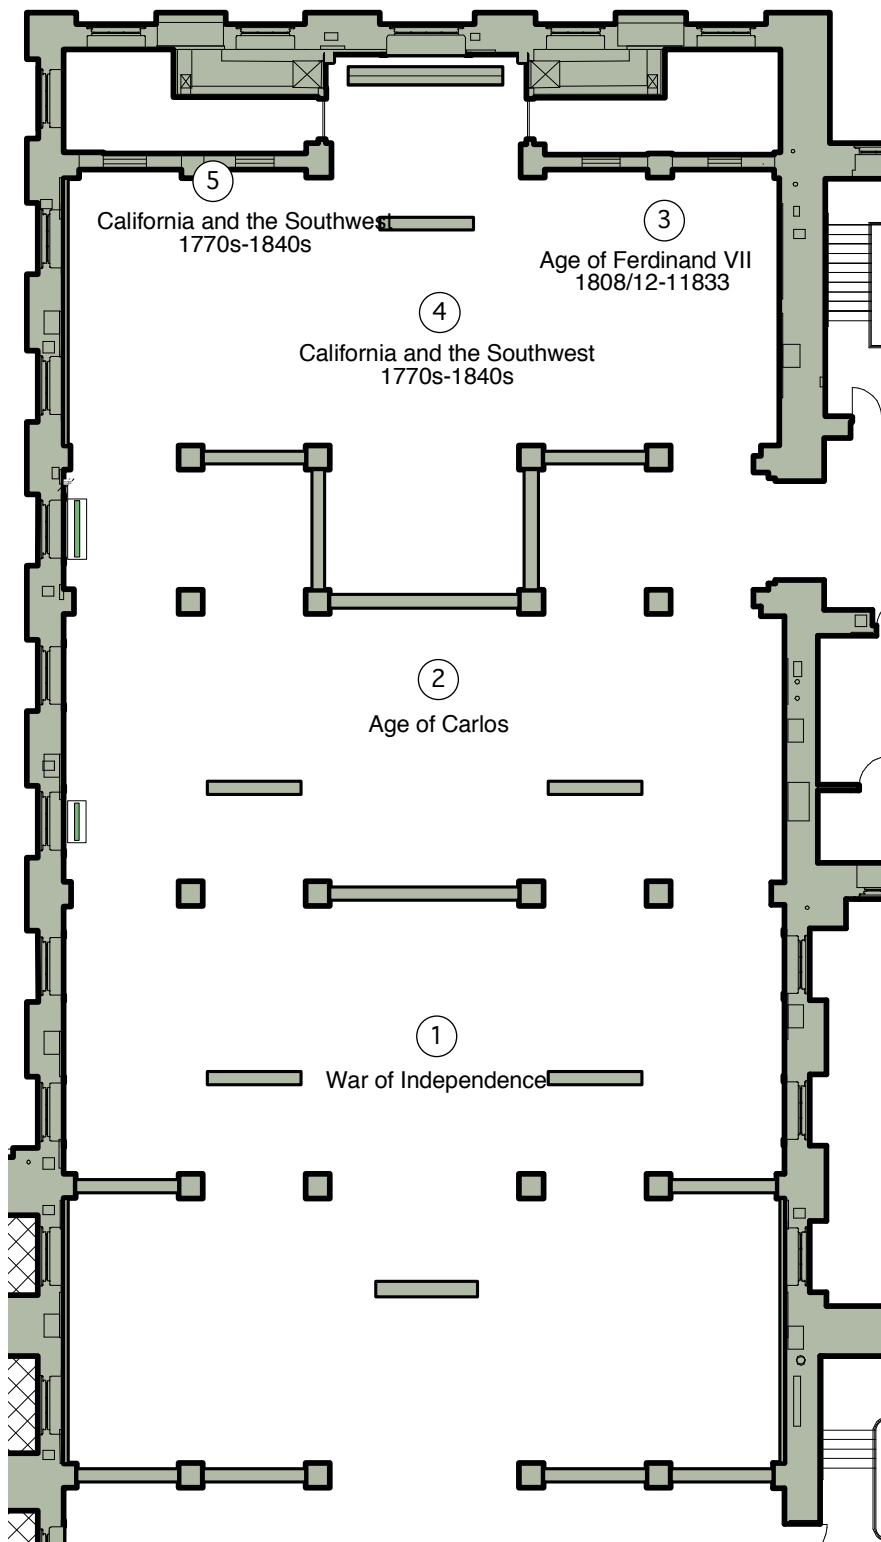 5
California and the Southwest
1770s-1840s
3
Age of Ferdinand VII
1808/12-11833
4
California and the Southwest
1770s-1840s
2
Age of Carlos
1
War of Independence